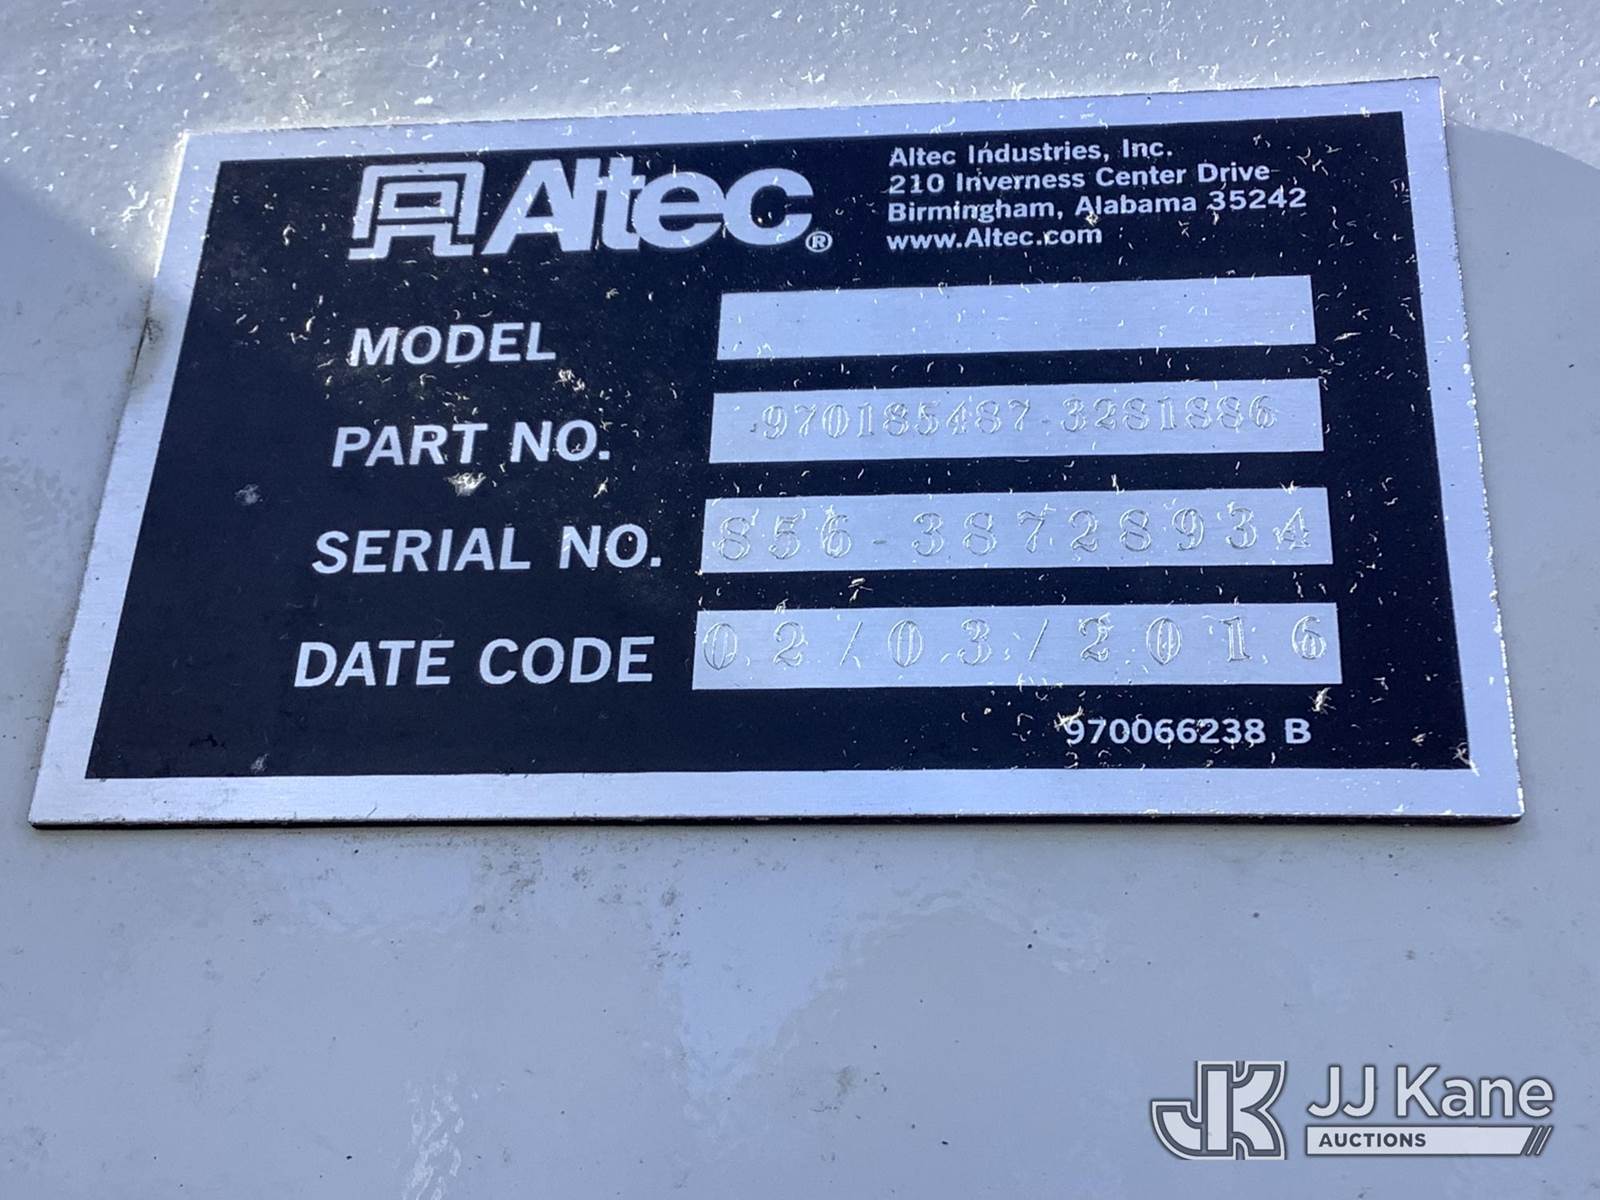 Altec®
Altec Industries, Inc.
210 Inverness Center Drive
Birmingham, Alabama 35242
www.Altec.com
MODEL
PART NO. 970185487-3281886
SERIAL NO. 856-38728934
DATE CODE 02/03/2016
970066238 B
JK JJ Kane
AUCTIONS